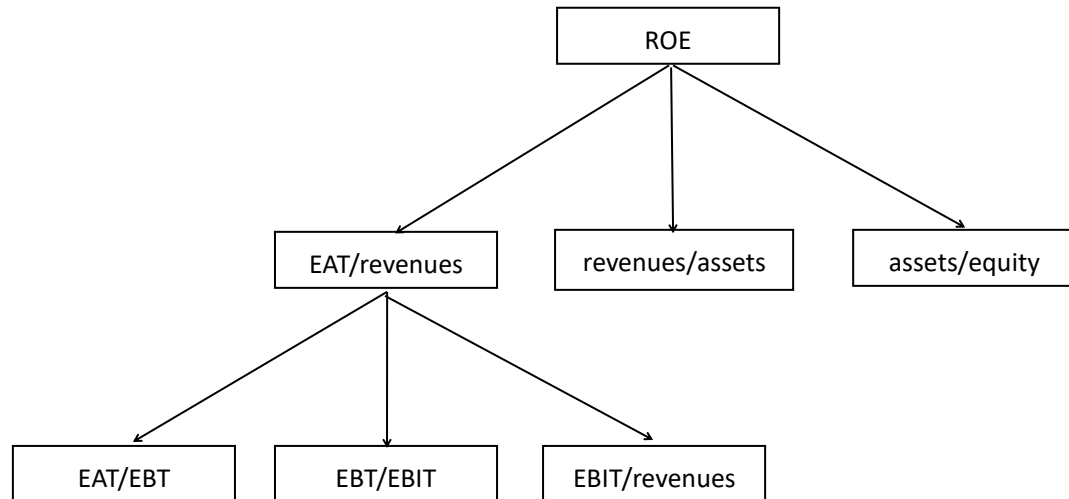 ROE
EAT/revenues
revenues/assets
assets/equity
EAT/EBT
EBT/EBIT
EBIT/revenues